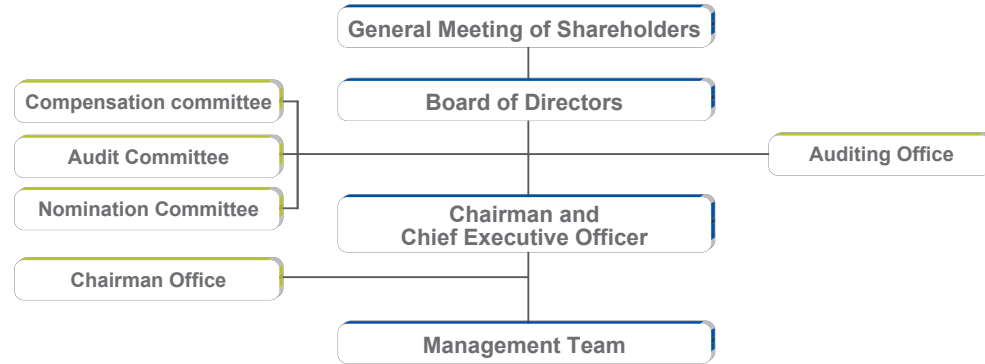 General Meeting of Shareholders
Board of Directors
Compensation committee
Audit Committee
Auditing Office
Nomination Committee
Chairman and
Chief Executive Officer
Chairman Office
Management Team